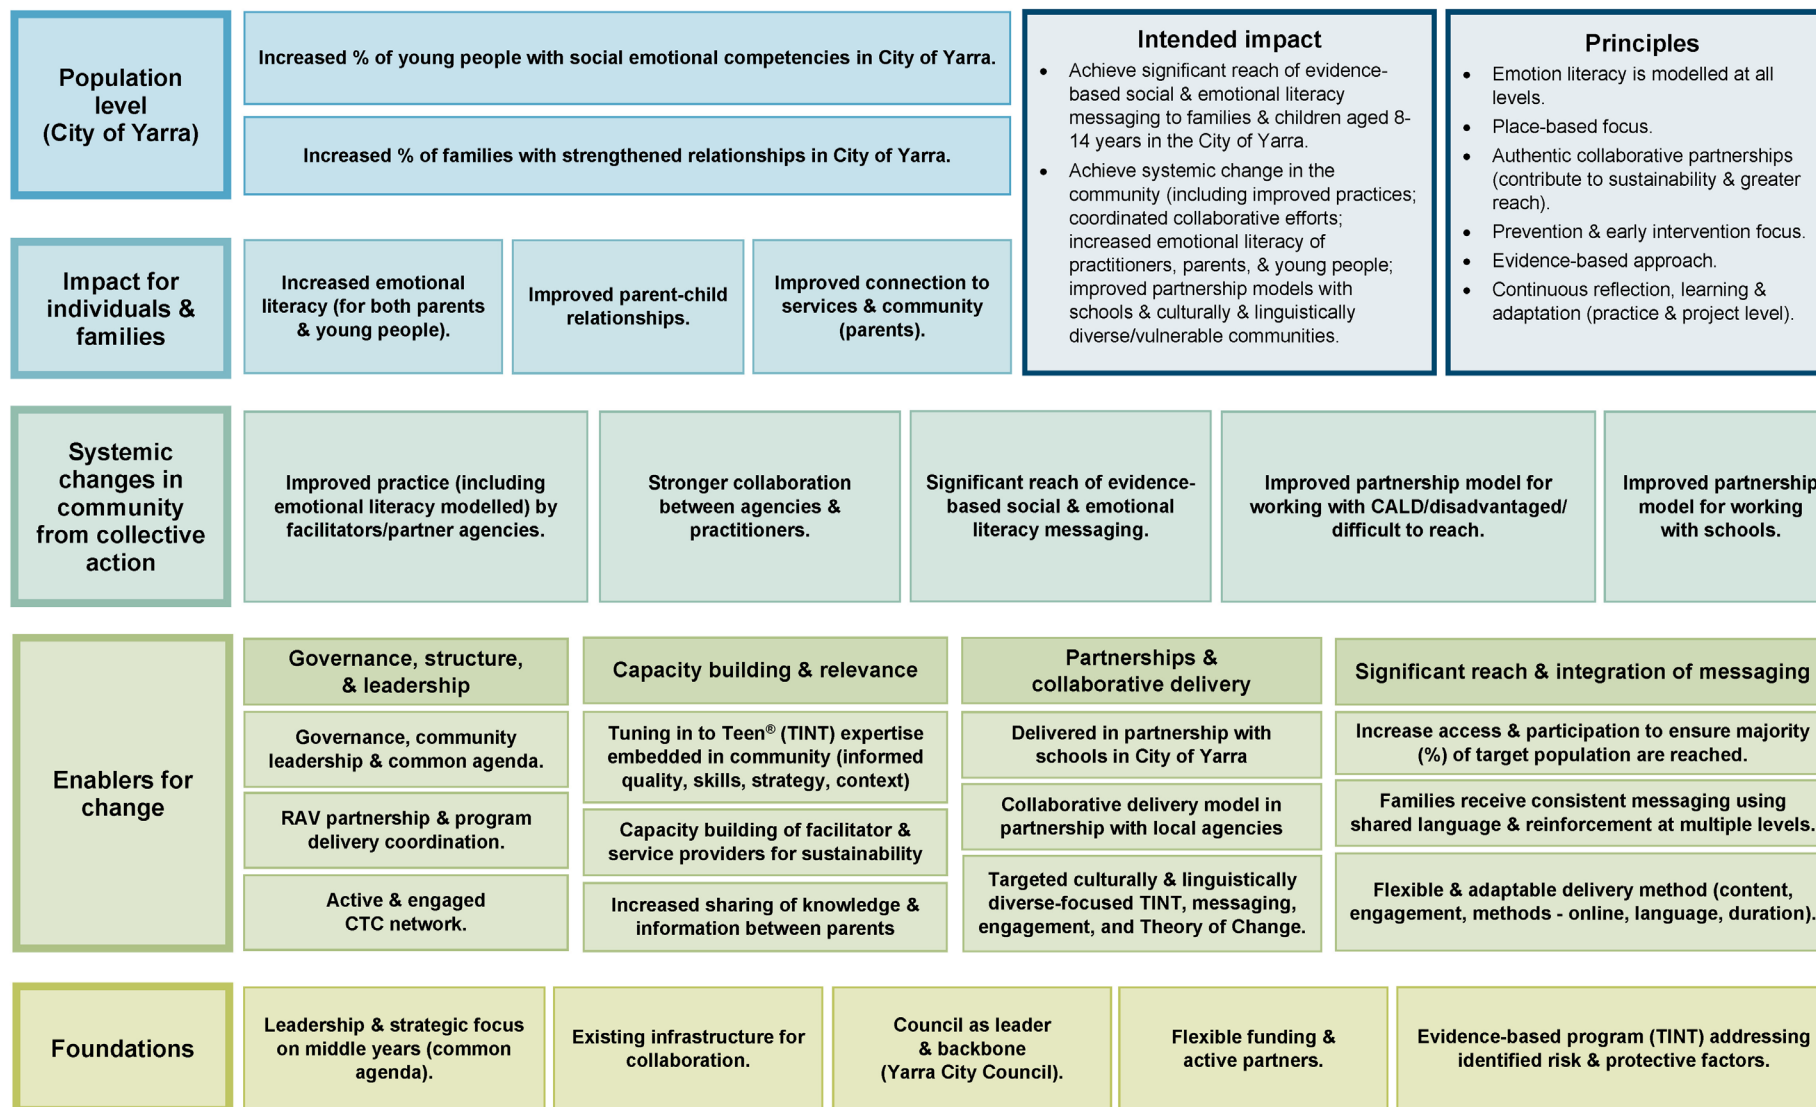 Population
level
(City of Yarra)
Increased % of young people with social emotional competencies in City of Yarra.
Increased % of families with strengthened relationships in City of Yarra.
Intended impact
• Achieve significant reach of evidence-
based social & emotional literacy
messaging to families & children aged 8-
14 years in the City of Yarra.
• Achieve systemic change in the
community (including improved practices;
coordinated collaborative efforts;
increased emotional literacy of
practitioners, parents, & young people;
improved partnership models with
schools & culturally & linguistically
diverse/vulnerable communities.
Principles
• Emotion literacy is modelled at all
levels.
• Place-based focus.
• Authentic collaborative partnerships
(contribute to sustainability & greater
reach).
• Prevention & early intervention focus.
• Evidence-based approach.
• Continuous reflection, learning &
adaptation (practice & project level).
Impact for
individuals &
families
Increased emotional
literacy (for both parents
& young people).
Improved parent-child
relationships.
Improved connection to
services & community
(parents).
Systemic
changes in
community
from collective
action
Improved practice (including
emotional literacy modelled) by
facilitators/partner agencies.
Stronger collaboration
between agencies &
practitioners.
Significant reach of evidence-
based social & emotional
literacy messaging.
Improved partnership model for
working with CALD/disadvantaged/
difficult to reach.
Improved partnership
model for working
with schools.
Enablers for
change
Governance, structure,
& leadership
Governance, community
leadership & common agenda.
RAV partnership & program
delivery coordination.
Active & engaged
CTC network.
Capacity building & relevance
Tuning in to Teen® (TINT) expertise
embedded in community (informed
quality, skills, strategy, context)
Capacity building of facilitator &
service providers for sustainability
Increased sharing of knowledge &
information between parents
Partnerships &
collaborative delivery
Delivered in partnership with
schools in City of Yarra
Collaborative delivery model in
partnership with local agencies
Targeted culturally & linguistically
diverse-focused TINT, messaging,
engagement, and Theory of Change.
Significant reach & integration of messaging
Increase access & participation to ensure majority
(%) of target population are reached.
Families receive consistent messaging using
shared language & reinforcement at multiple levels.
Flexible & adaptable delivery method (content,
engagement, methods - online, language, duration).
Foundations
Leadership & strategic focus
on middle years (common
agenda).
Existing infrastructure for
collaboration.
Council as leader
& backbone
(Yarra City Council).
Flexible funding &
active partners.
Evidence-based program (TINT) addressing
identified risk & protective factors.